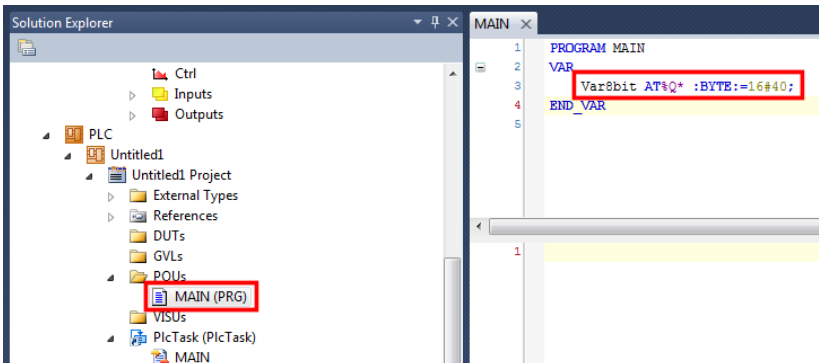 Solution Explorer
Ctrl
Inputs
Outputs
PLC
Untitled1
Untitled1 Project
External Types
References
DUTs
GVLs
POUs
MAIN (PRG)
VISUs
PlcTask (PlcTask)
MAIN
MAIN
1 PROGRAM MAIN
2 VAR
3 Var8bit AT%Q* :BYTE:=16#40;
4 END_VAR
5
1